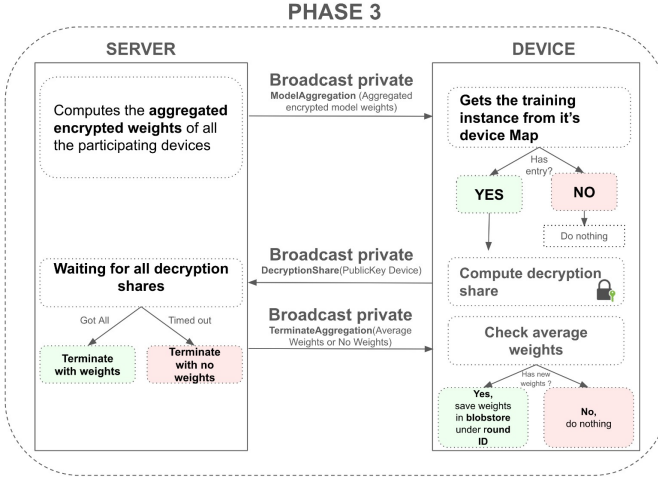 PHASE 3
SERVER
DEVICE
Computes the aggregated
encrypted weights of all
the participating devices
Broadcast private
ModelAggregation (Aggregated
encrypted model weights)
Gets the training
instance from it's
device Map
Has
entry?
YES
NO
Do nothing
Waiting for all decryption
shares
Broadcast private
DecryptionShare(PublicKey Device)
Compute decryption
share
Got All
Timed out
Terminate
with weights
Terminate
with no
weights
Broadcast private
TerminateAggregation(Average
Weights or No Weights)
Check average
weights
Has new
weights ?
Yes,
save weights
in blobstore
under round
ID
No,
do nothing